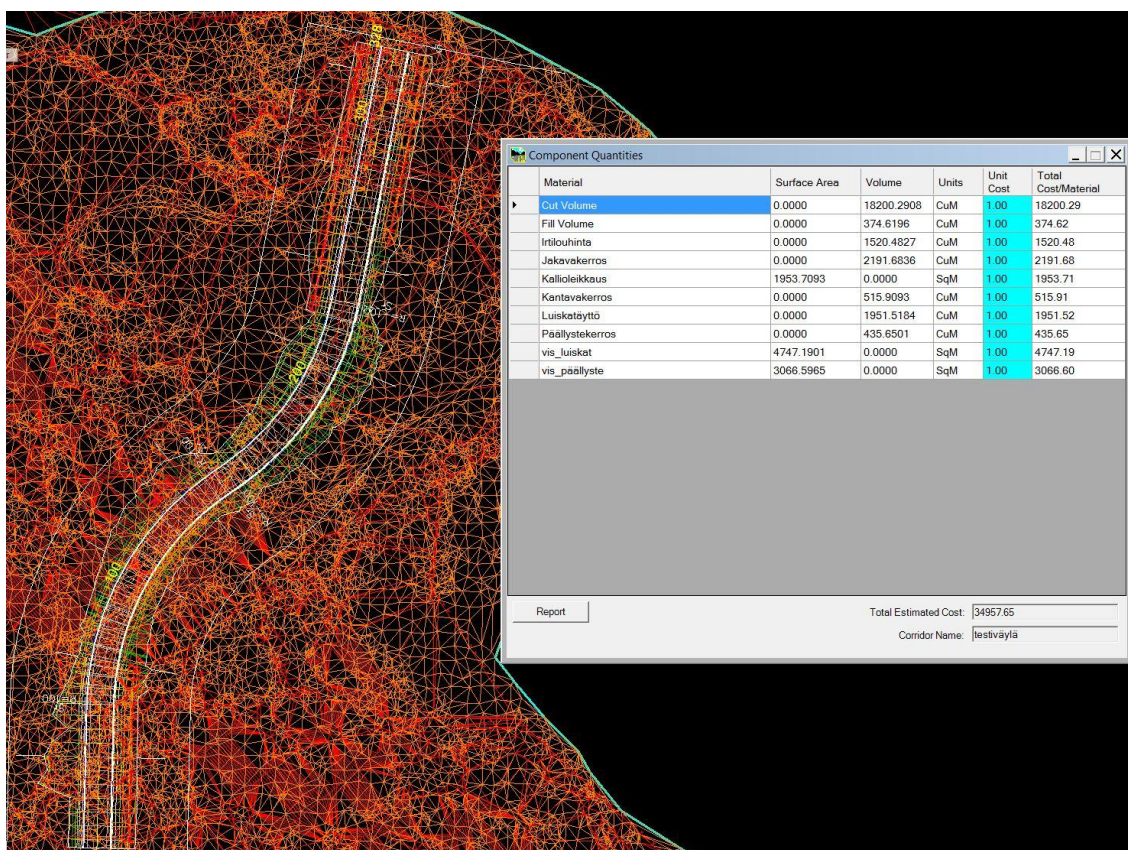 328
300
200
100
R=100
Component Quantities
Material Surface Area Volume Units Unit Cost Total Cost/Material
Cut Volume 0.0000 18200.2908 CuM 1.00 18200.29
Fill Volume 0.0000 374.6196 CuM 1.00 374.62
Irtilouhinta 0.0000 1520.4827 CuM 1.00 1520.48
Jakavakerros 0.0000 2191.6836 CuM 1.00 2191.68
Kallioleikkaus 1953.7093 0.0000 SqM 1.00 1953.71
Kantavakerros 0.0000 515.9093 CuM 1.00 515.91
Luiskatäyttö 0.0000 1951.5184 CuM 1.00 1951.52
Päällystekerros 0.0000 435.6501 CuM 1.00 435.65
vis_luiskat 4747.1901 0.0000 SqM 1.00 4747.19
vis_päällyste 3066.5965 0.0000 SqM 1.00 3066.60
Report
Total Estimated Cost: 34957.65
Corridor Name: testiväylä